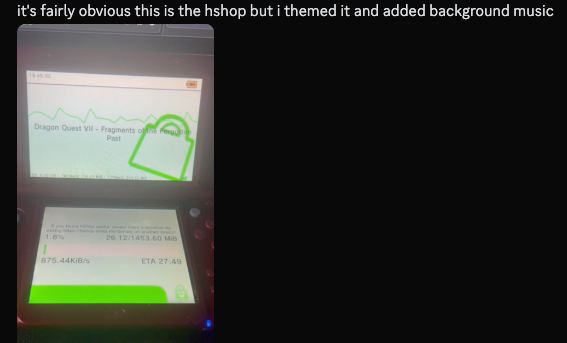 it's fairly obvious this is the hshop but i themed it and added background music
Dragon Quest VII - Fragments of the Forgotten
Past
1.8%
26.12/1453.60 MiB
875.44KiB/s
ETA 27:49